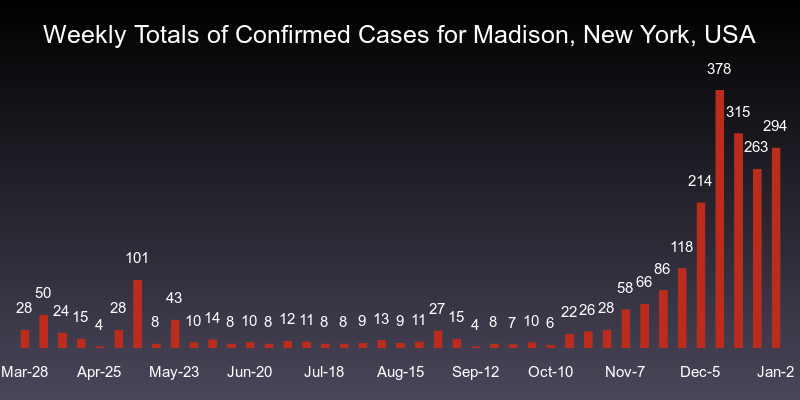 Weekly Totals of Confirmed Cases for Madison, New York, USA
28 50 24 15 4 28 101 8 43 10 14 8 10 8 12 11 8 8 9 13 9 11 27 15 4 8 7 10 6 22 26 28 58 66 86 118 214 378 315 263 294
Mar-28 Apr-25 May-23 Jun-20 Jul-18 Aug-15 Sep-12 Oct-10 Nov-7 Dec-5 Jan-2